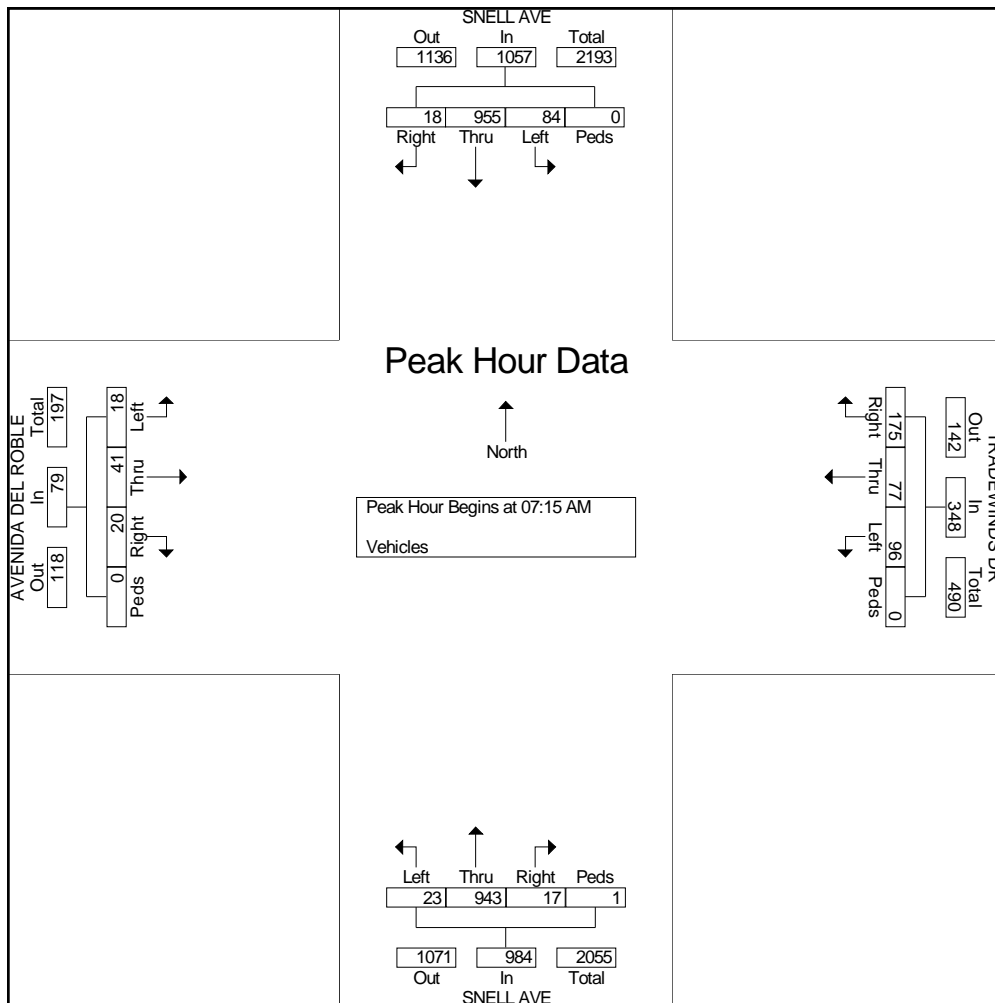 SNELL AVE
Out In Total
1136 1057 2193
18 955 84 0
Right Thru Left Peds
Peak Hour Data
North
Peak Hour Begins at 07:15 AM
Vehicles
AVENIDA DEL ROBLE
Out In Total
118 79 197
Left Thru Right Peds
18 41 20 0
TRADEWINDS DR
Out In Total
142 348 490
Right Thru Left Peds
175 77 96 0
Left Thru Right Peds
23 943 17 1
1071 984 2055
Out In Total
SNELL AVE